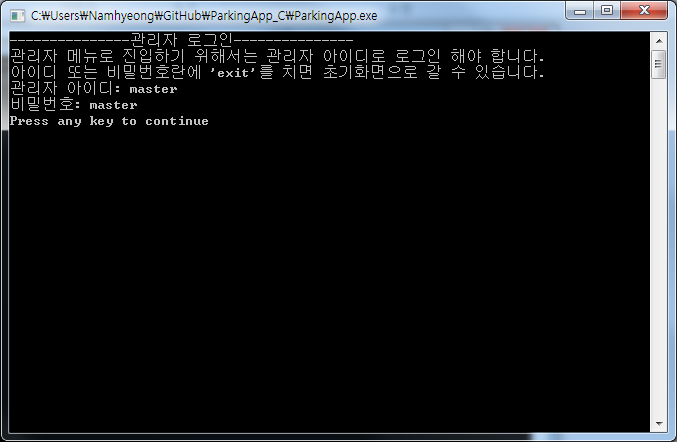 C:\Users\Namhyeong\GitHub\ParkingApp_C\ParkingApp.exe
---------------관리자 로그인---------------
관리자 메뉴로 진입하기 위해서는 관리자 아이디로 로그인 해야 합니다.
아이디 또는 비밀번호란에 'exit'를 치면 초기화면으로 갈 수 있습니다.
관리자 아이디: master
비밀번호: master
Press any key to continue